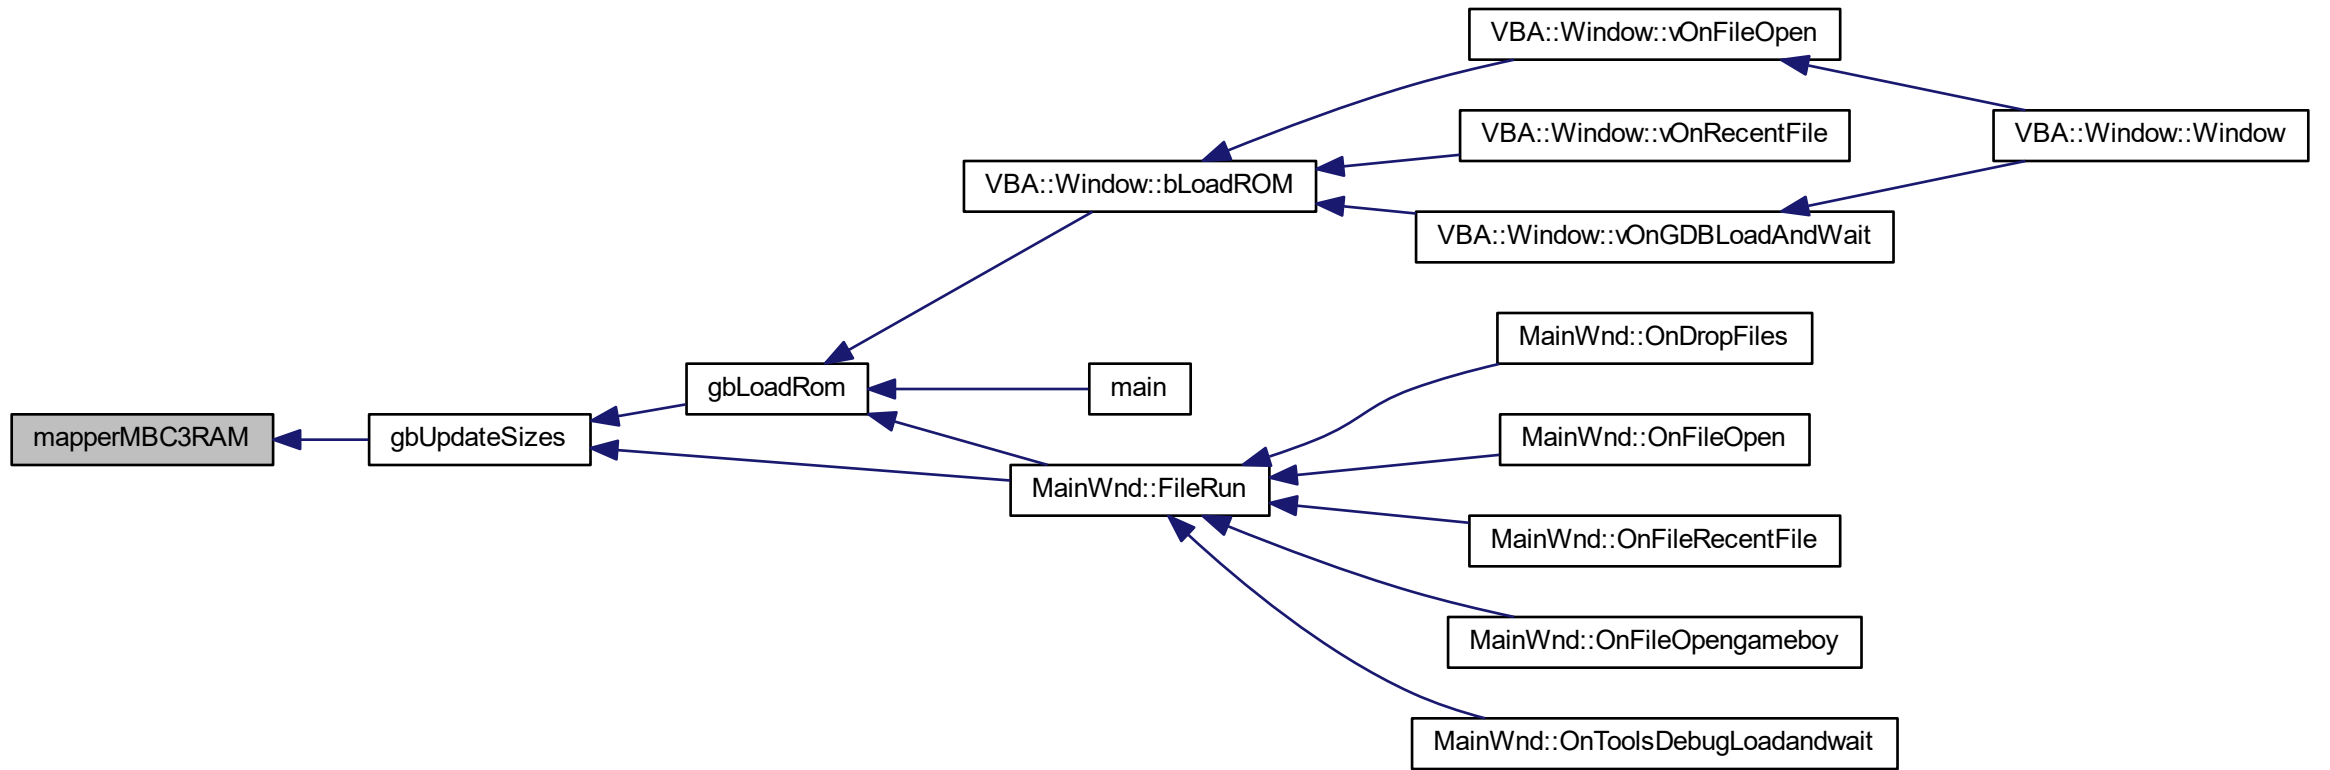 VBA::Window::vOnFileOpen
VBA::Window::vOnRecentFile
VBA::Window::Window
VBA::Window::bLoadROM
VBA::Window::vOnGDBLoadAndWait
MainWnd::OnDropFiles
gbLoadRom
main
mapperMBC3RAM
gbUpdateSizes
MainWnd::OnFileOpen
MainWnd::FileRun
MainWnd::OnFileRecentFile
MainWnd::OnFileOpengameboy
MainWnd::OnToolsDebugLoadandwait